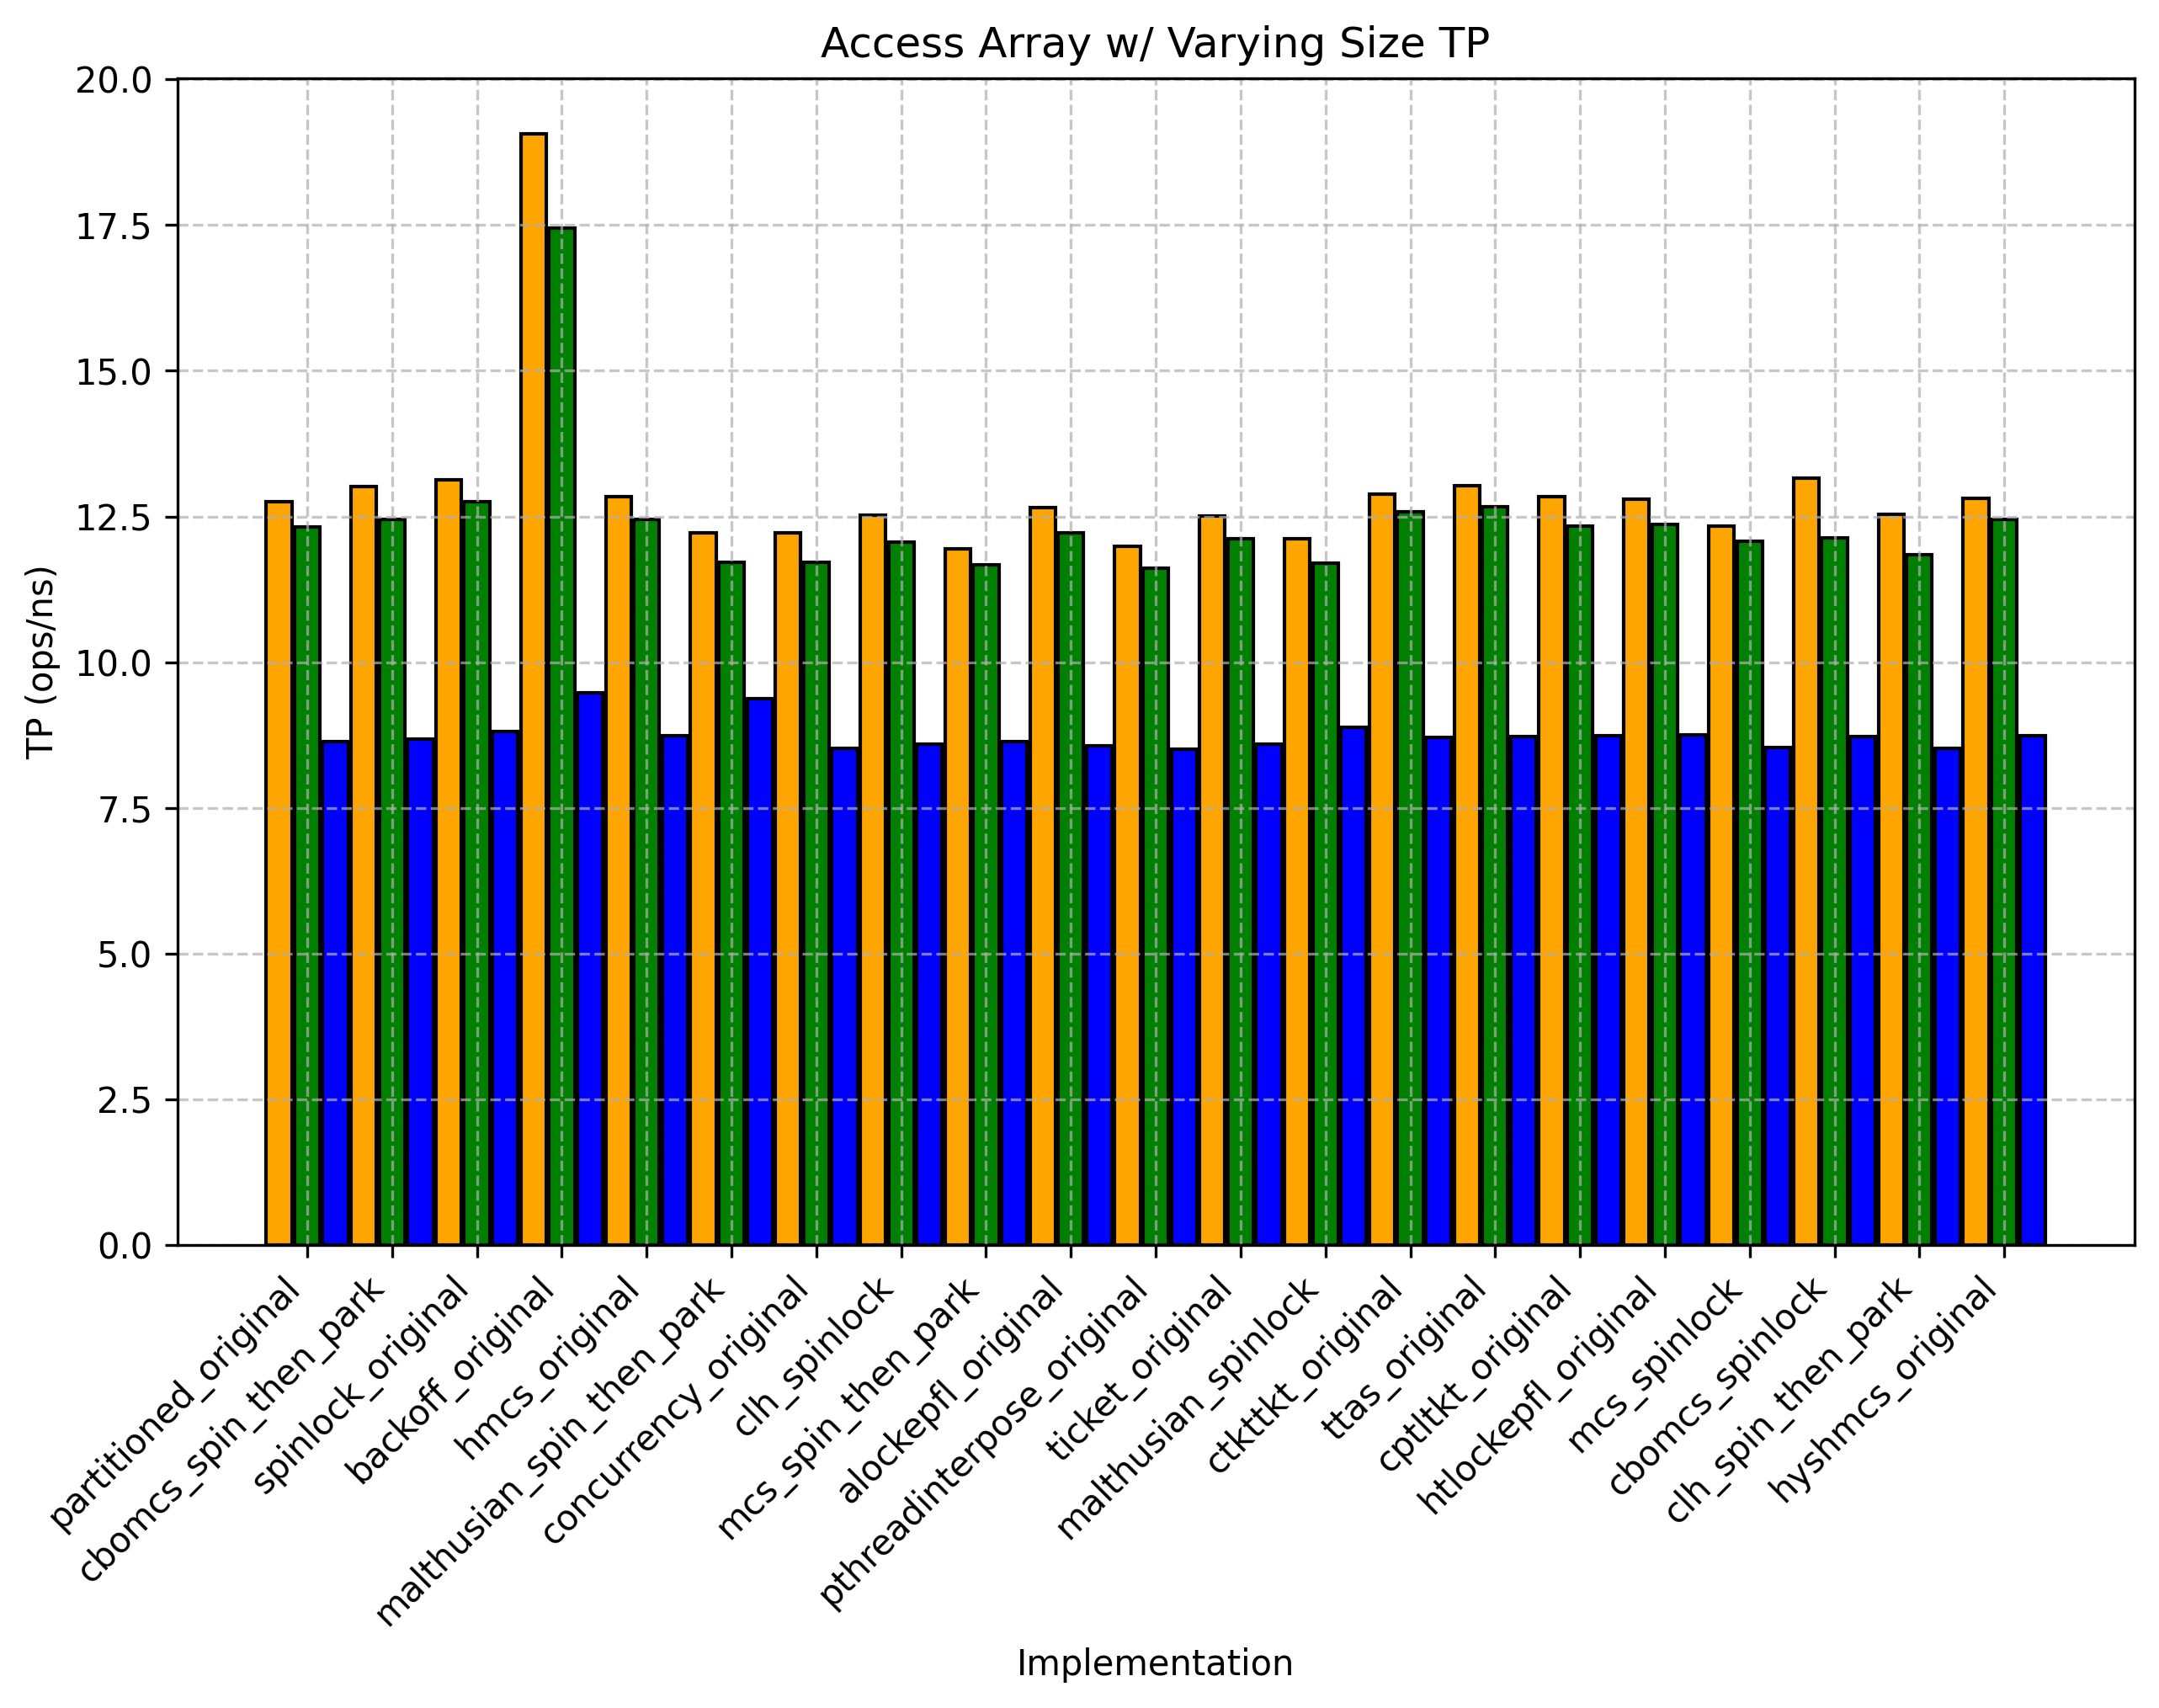 Access Array w/ Varying Size TP
TP (ops/ns)
20.0
17.5
15.0
12.5
10.0
7.5
5.0
2.5
0.0
partitioned_original
cbomcs_spin_then_park
spinlock_original
backoff_original
hmcs_original
malthusian_spin_then_park
concurrency_original
clh_spinlock
mcs_spin_then_park
alockepfl_original
pthreadinterpose_original
ticket_original
malthusian_spinlock
ctkttkt_original
ttas_original
cptltkt_original
htlockepfl_original
mcs_spinlock
cbomcs_spinlock
clh_spin_then_park
hyshmcs_original
Implementation